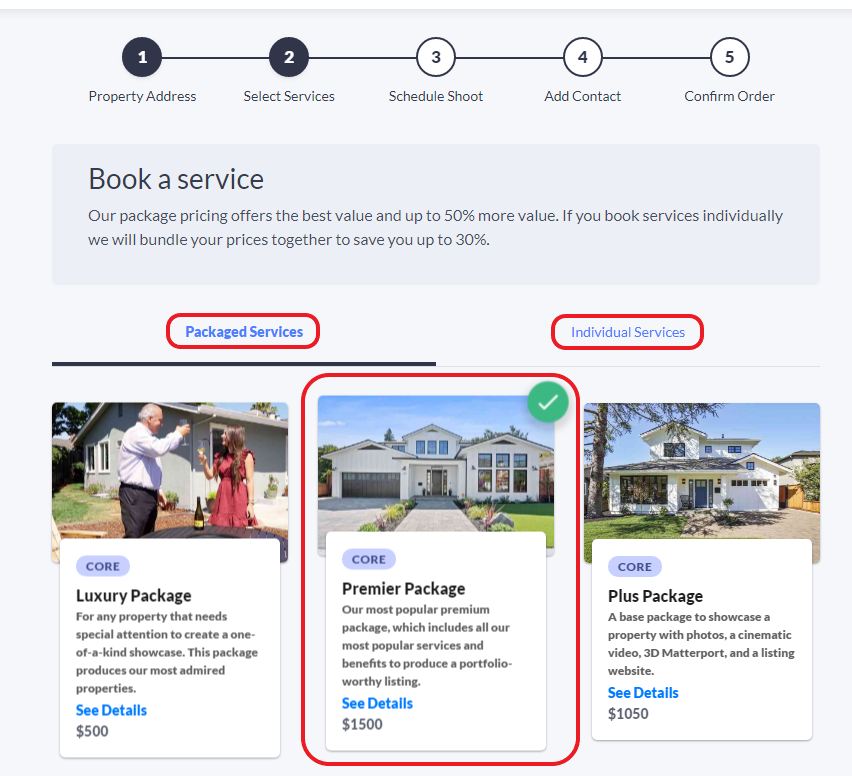 1 2 3 4 5
Property Address Select Services Schedule Shoot Add Contact Confirm Order
Book a service
Our package pricing offers the best value and up to 50% more value. If you book services individually
we will bundle your prices together to save you up to 30%.
Packaged Services Individual Services
CORE
Luxury Package
For any property that needs
special attention to create a one-
of-a-kind showcase. This package
produces our most admired
properties.
See Details
$500
CORE
Premier Package
Our most popular premium
package, which includes all our
most popular services and
benefits to produce a portfolio-
worthy listing.
See Details
$1500
CORE
Plus Package
A base package to showcase a
property with photos, a cinematic
video, 3D Matterport, and a listing
website.
See Details
$1050